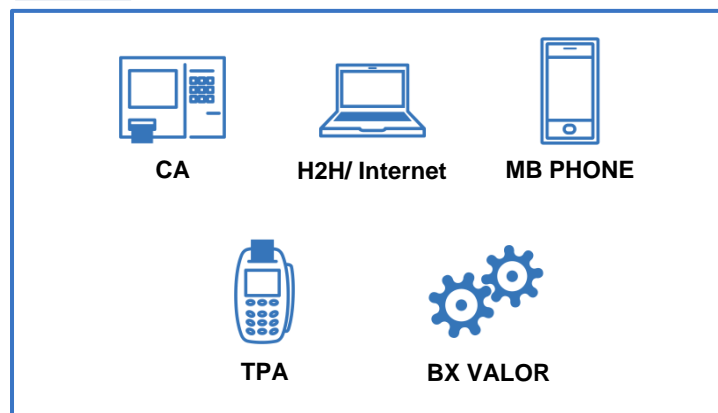 CA
H2H/ Internet
MB PHONE
TPA
BX VALOR